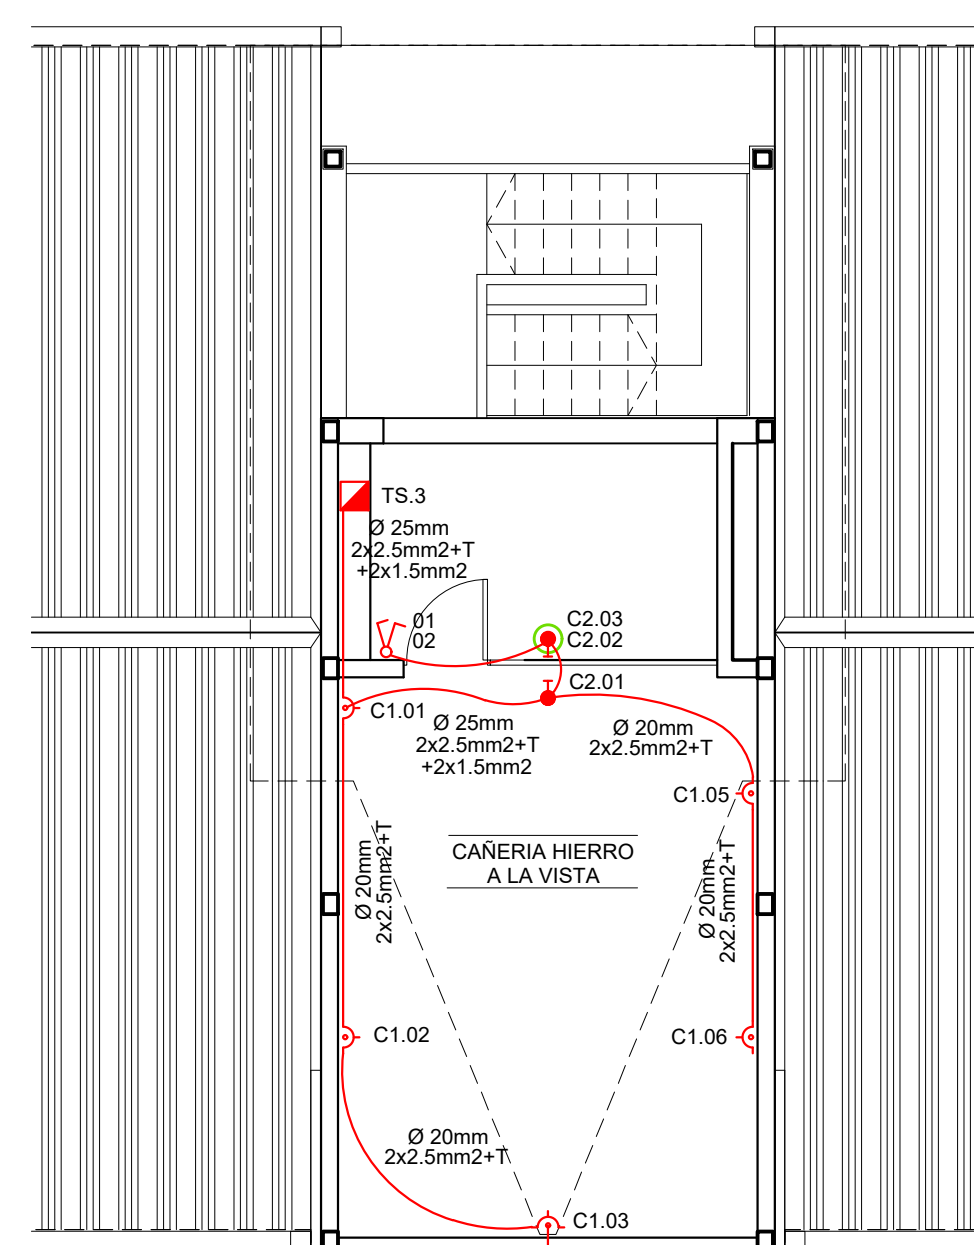 TS.3
Ø 25mm
2x2.5mm2+T
+2x1.5mm2
01
02
C2.03
C2.02
C2.01
C1.01
Ø 25mm
2x2.5mm2+T
+2x1.5mm2
Ø 20mm
2x2.5mm2+T
C1.05
CAÑERIA HIERRO
A LA VISTA
Ø 20mm
2x2.5mm2+T
Ø 20mm
2x2.5mm2+T
C1.02
C1.06
Ø 20mm
2x2.5mm2+T
C1.03